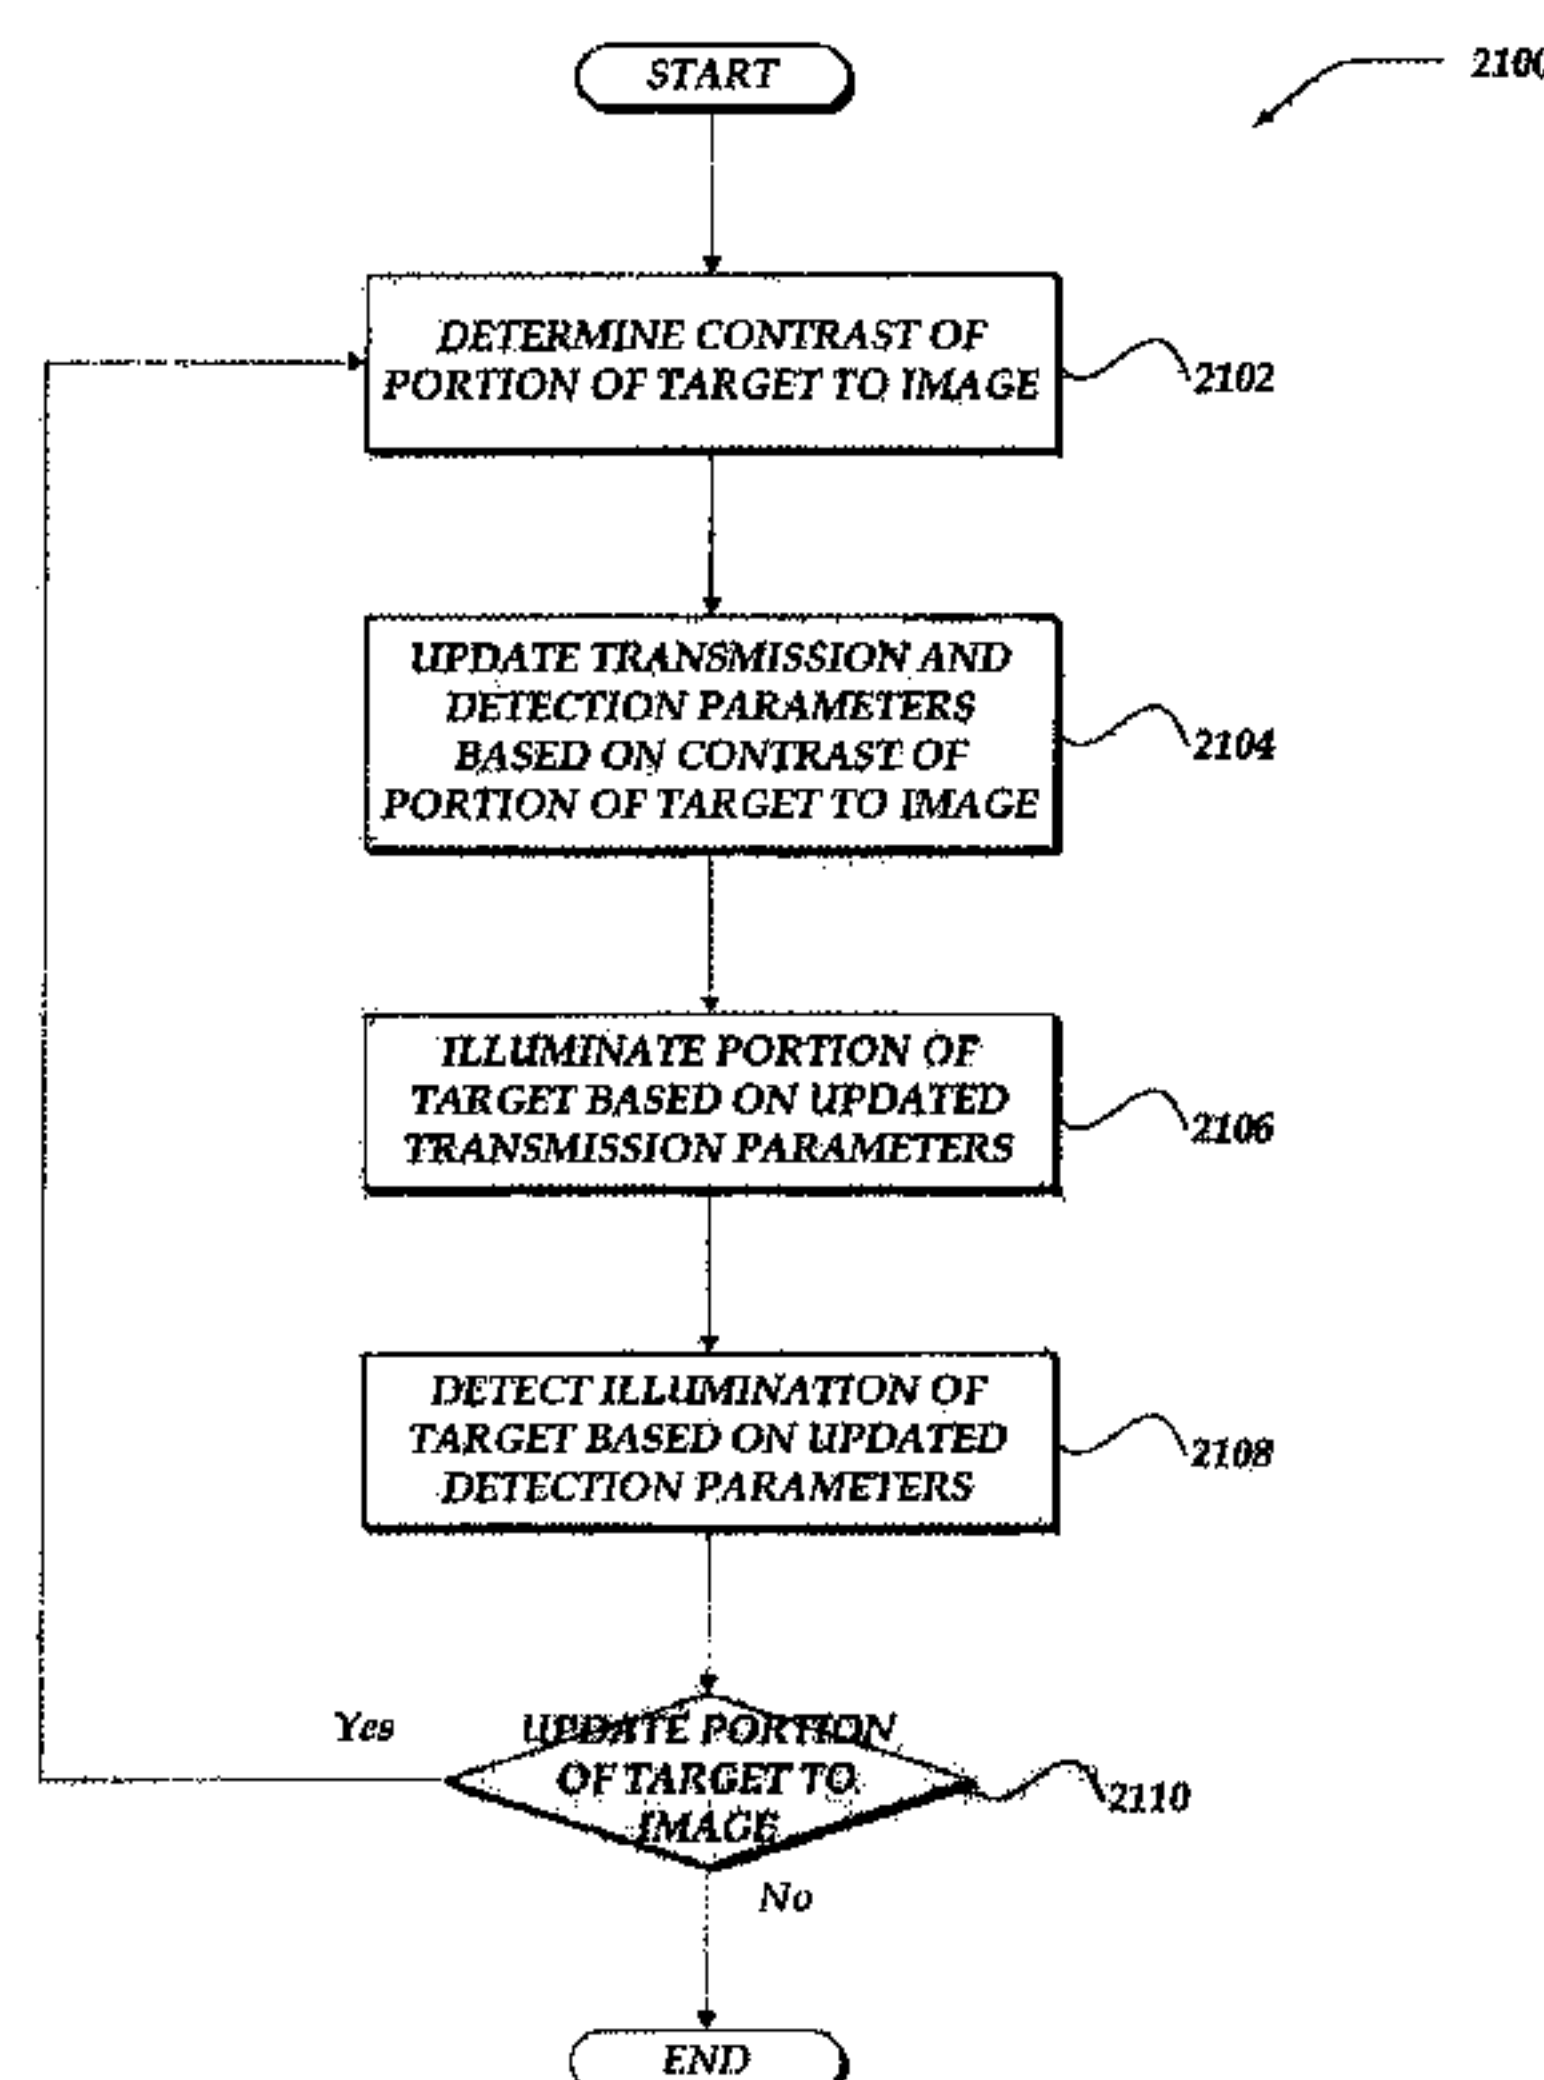 START
2100
DETERMINE CONTRAST OF
PORTION OF TARGET TO IMAGE
2102
UPDATE TRANSMISSION AND
DETECTION PARAMETERS
BASED ON CONTRAST OF
PORTION OF TARGET TO IMAGE
2104
ILLUMINATE PORTION OF
TARGET BASED ON UPDATED
TRANSMISSION PARAMETERS
2106
DETECT ILLUMINATION OF
TARGET BASED ON UPDATED
DETECTION PARAMETERS
2108
Yes
UPDATE PORTION
OF TARGET TO
IMAGE
2110
No
END